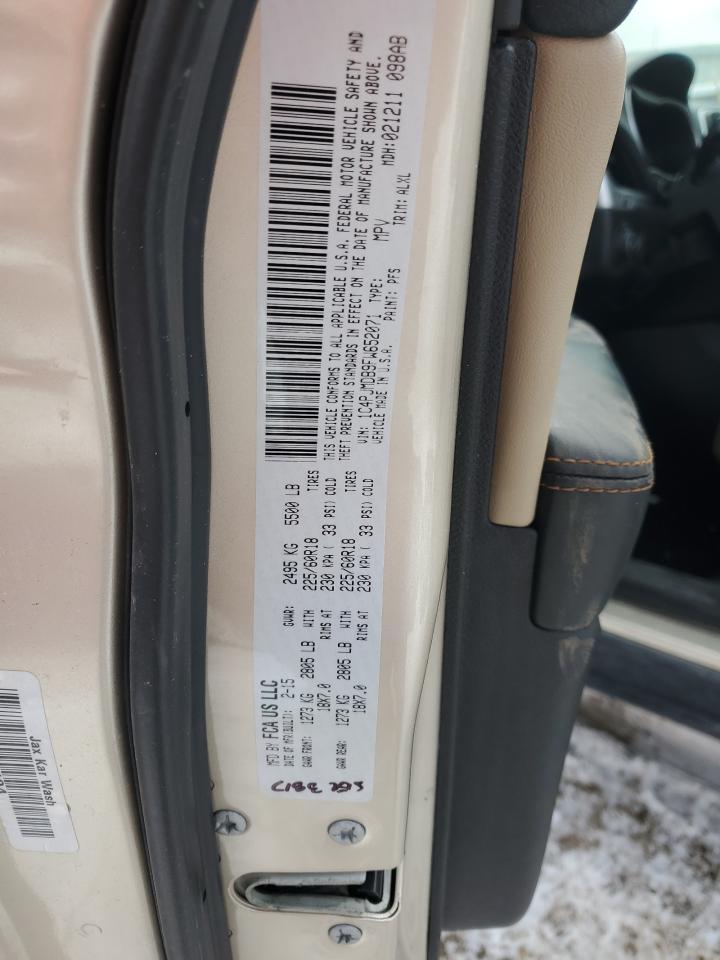 MFD BY FCA US LLC
DATE OF MFR(BUILT): 2-15 GVWR: 2495 KG 5500 LB
GAWR FRONT: 1273 KG 2805 LB WITH 225/60R18 TIRES
18X7.0 RIMS AT 230 KPA ( 33 PSI) COLD
GAWR REAR: 1273 KG 2805 LB WITH 225/60R18 TIRES
18X7.0 RIMS AT 230 KPA ( 33 PSI) COLD
THIS VEHICLE CONFORMS TO ALL APPLICABLE U.S.A. FEDERAL MOTOR VEHICLE SAFETY AND
THEFT PREVENTION STANDARDS IN EFFECT ON THE DATE OF MANUFACTURE SHOWN ABOVE.
VIN: 1C4PJMDB9FW652071 TYPE: MPV MDH:021211 098AB
VEHICLE MADE IN U.S.A. PAINT: PFS TRIM: ALXL
Jax Kar Wash